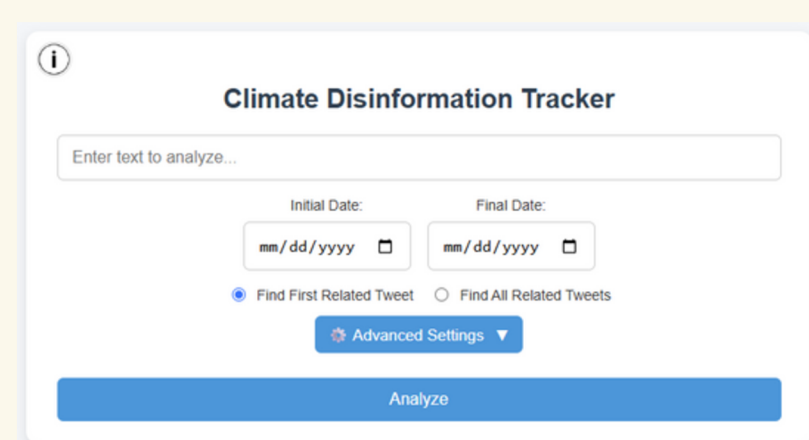 i
Climate Disinformation Tracker
Enter text to analyze...
Initial Date: Final Date:
mm/dd/yyyy mm/dd/yyyy
Find First Related Tweet Find All Related Tweets
Advanced Settings ▼
Analyze